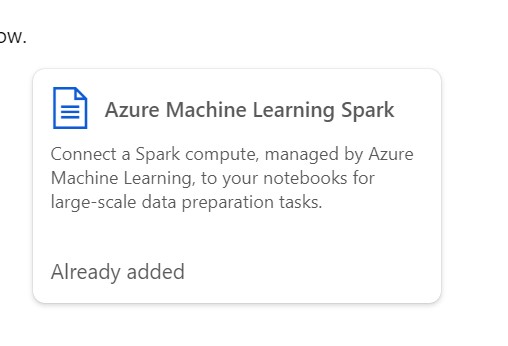 ow.
Azure Machine Learning Spark
Connect a Spark compute, managed by Azure
Machine Learning, to your notebooks for
large-scale data preparation tasks.
Already added